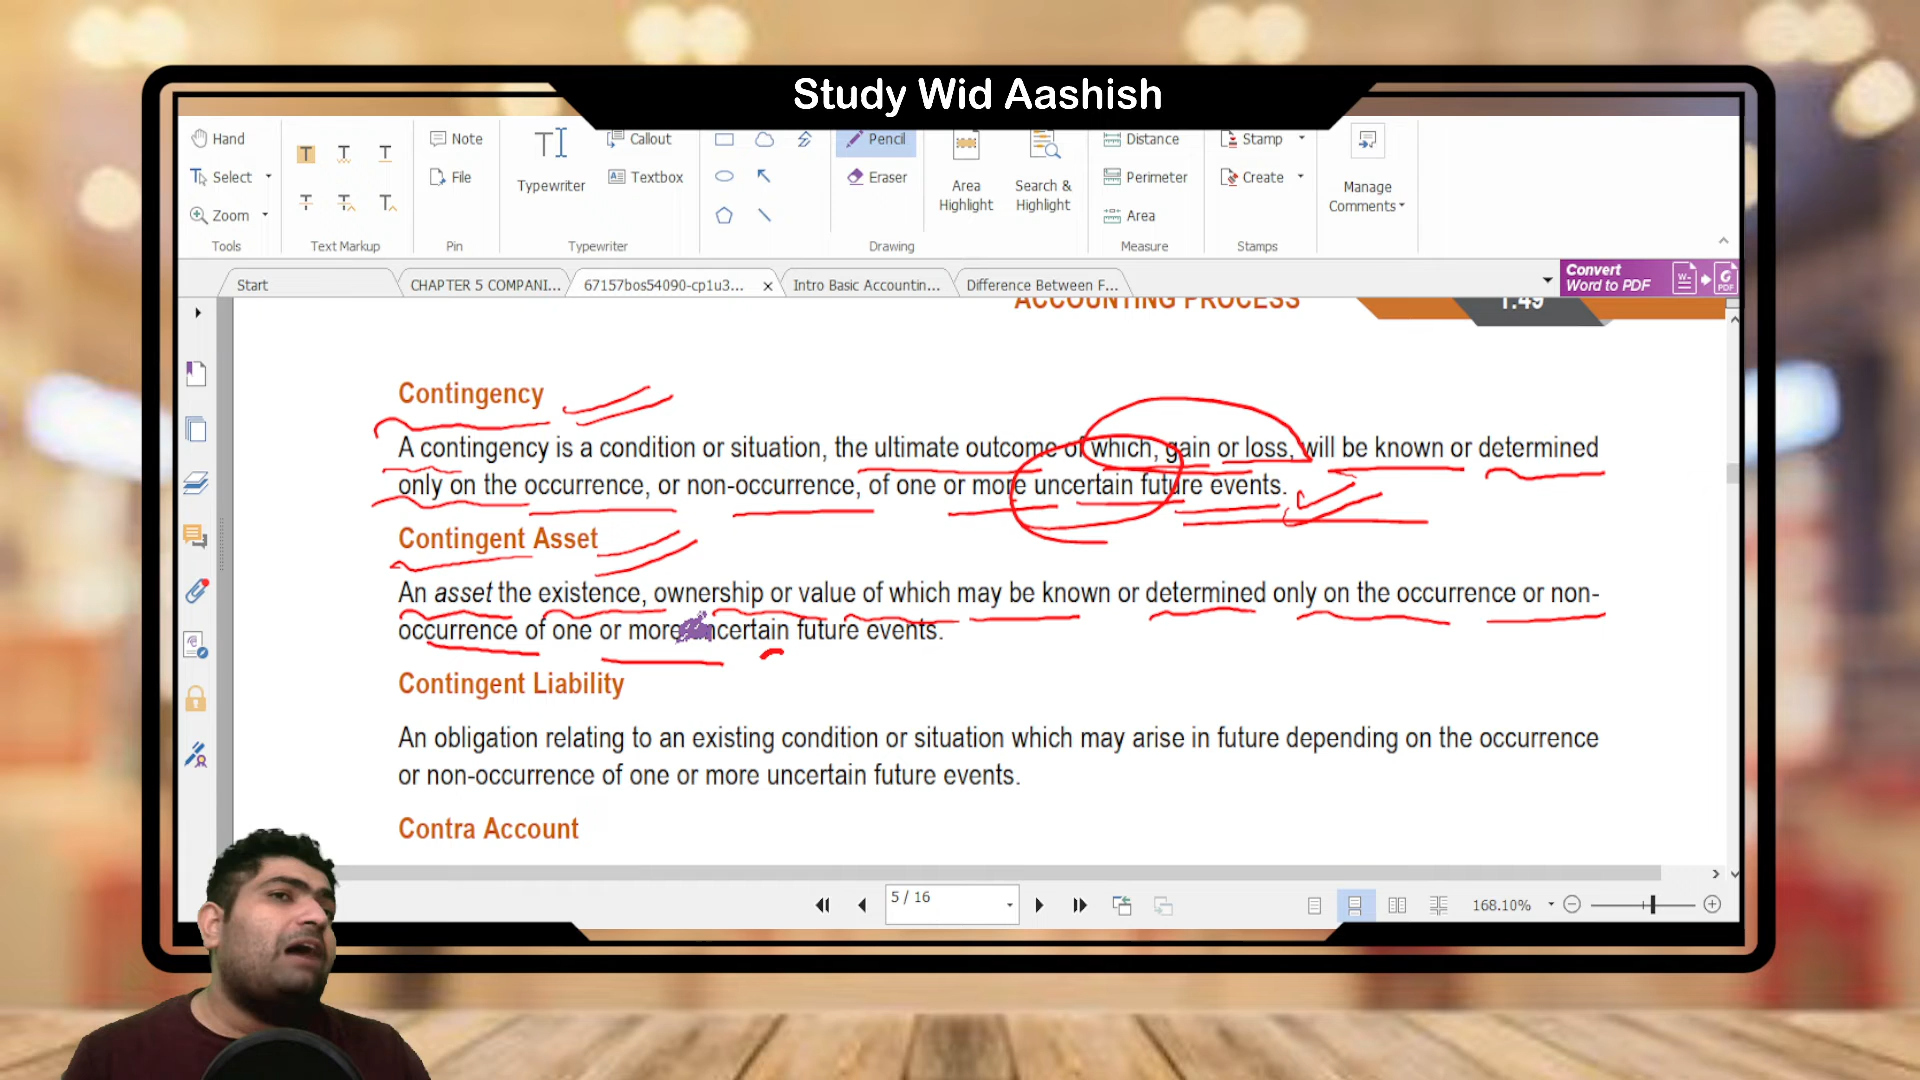 Study Wid Aashish
Hand
Select
Zoom
Tools
Text Markup
Note
File
Pin
Typewriter
Callout
Textbox
Typewriter
Drawing
Pencil
Eraser
Area Highlight
Search & Highlight
Distance
Perimeter
Area
Measure
Stamp
Create
Stamps
Manage Comments
Start
CHAPTER 5 COMPANI...
67157bos54090-cp1u3...
Intro Basic Accountin...
Difference Between F...
Convert
Word to PDF
ACCOUNTING PROCESS 1.49
Contingency
A contingency is a condition or situation, the ultimate outcome of which, gain or loss, will be known or determined
only on the occurrence, or non-occurrence, of one or more uncertain future events.
Contingent Asset
An asset the existence, ownership or value of which may be known or determined only on the occurrence or non-
occurrence of one or more uncertain future events.
Contingent Liability
An obligation relating to an existing condition or situation which may arise in future depending on the occurrence
or non-occurrence of one or more uncertain future events.
Contra Account
5 / 16
168.10%